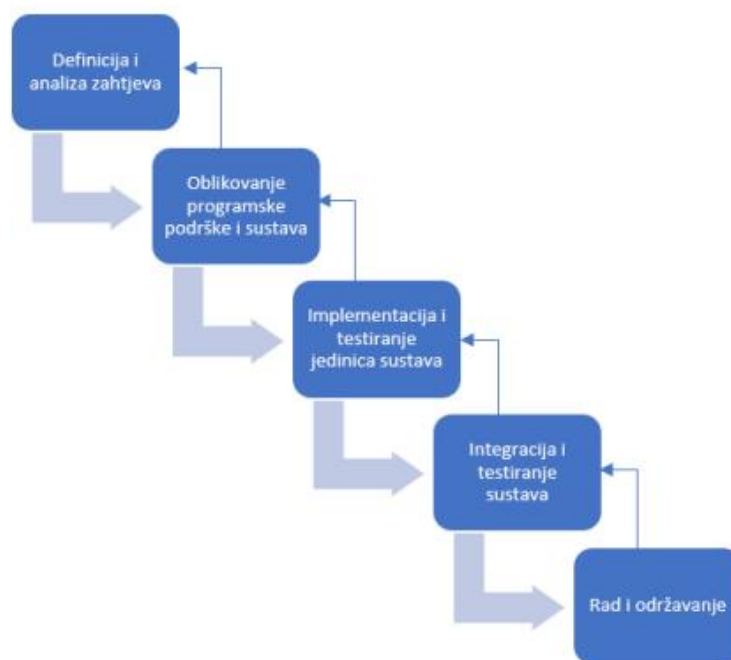 Definicija i
analiza zahtjeva
Oblikovanje
programske
podrške i sustava
Implementacija i
testiranje
jedinica sustava
Integracija i
testiranje
sustava
Rad i održavanje